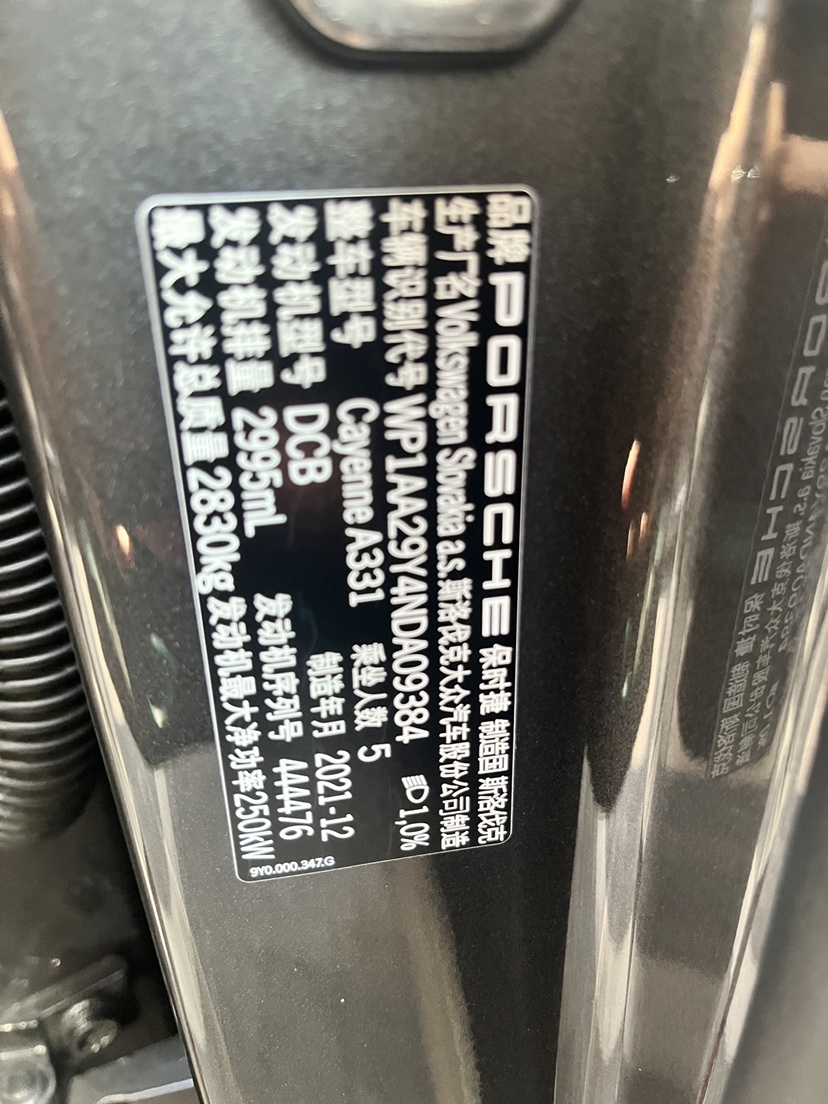 品牌 PORSCHE 保时捷 制造国 斯洛伐克
生产厂名 Volkswagen Slovakia a.s.斯洛伐克大众汽车股份公司制造
车辆识别代号 WP1AA29Y4NDA09384 1,0%
整车型号 Cayenne A331 乘坐人数 5
发动机型号 DCB 制造年月 2021-12
发动机排量 2995mL 发动机序列号 444476
最大允许总质量 2830kg 发动机最大净功率250kW
9Y0.000.347.G